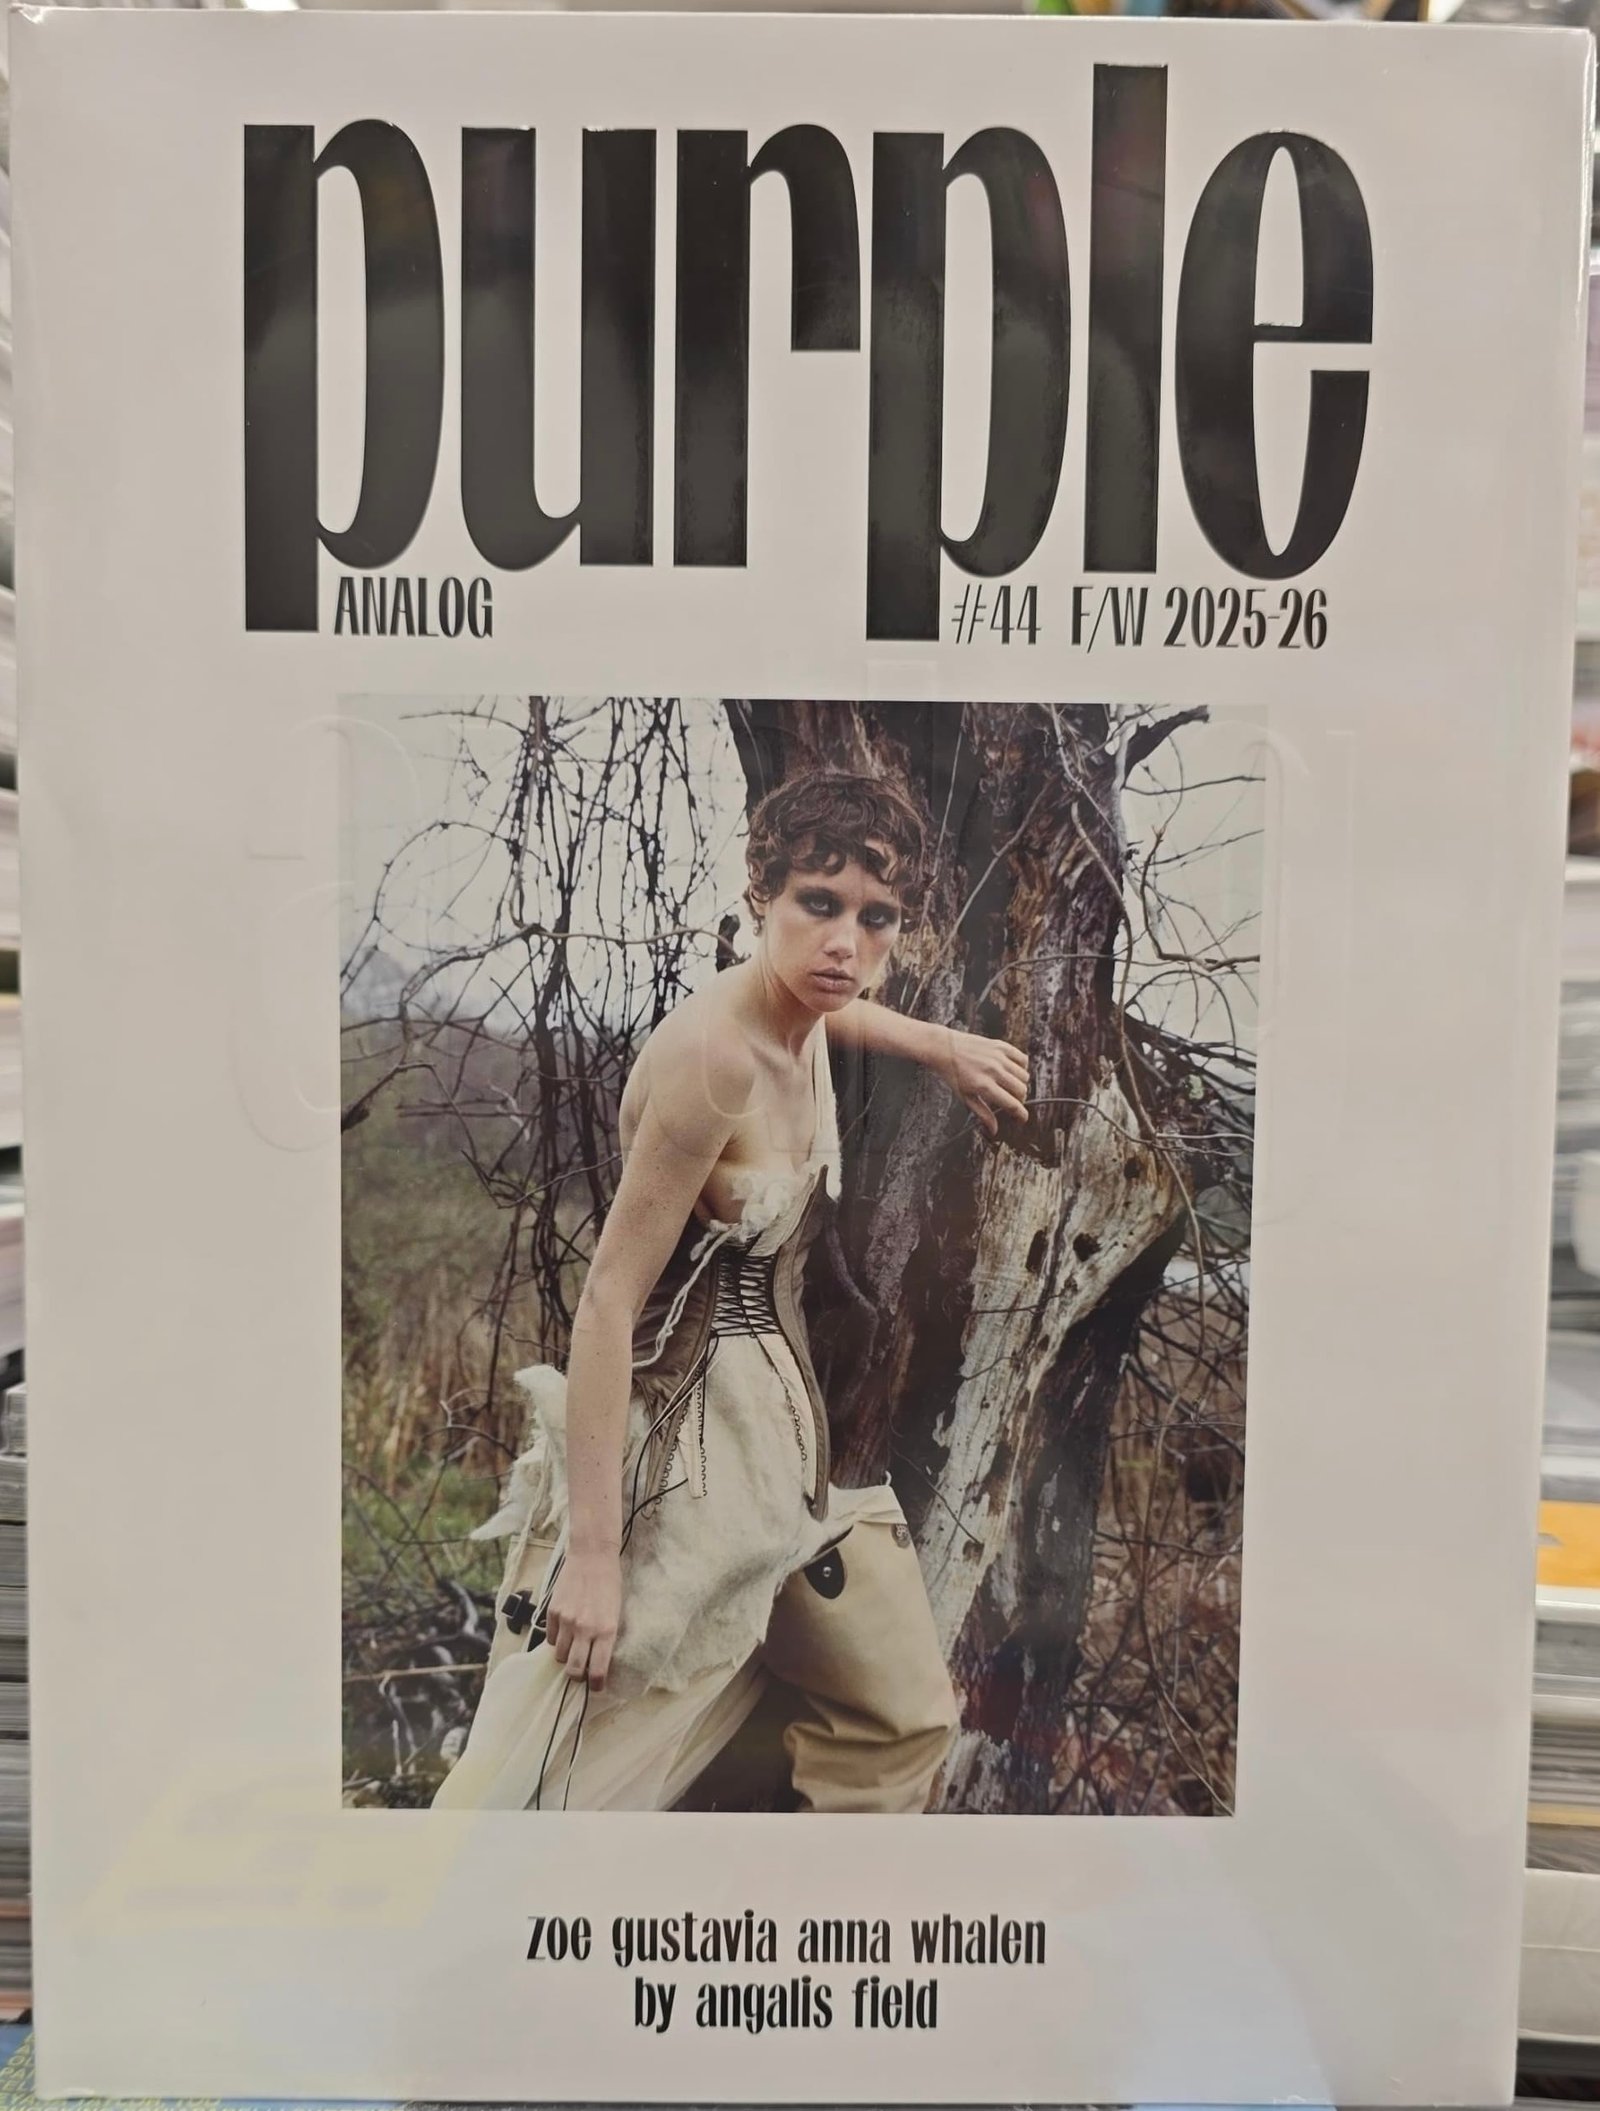 purple
ANALOG
#44 F/W 2025-26
zoe gustavia anna whalen
by angalis field